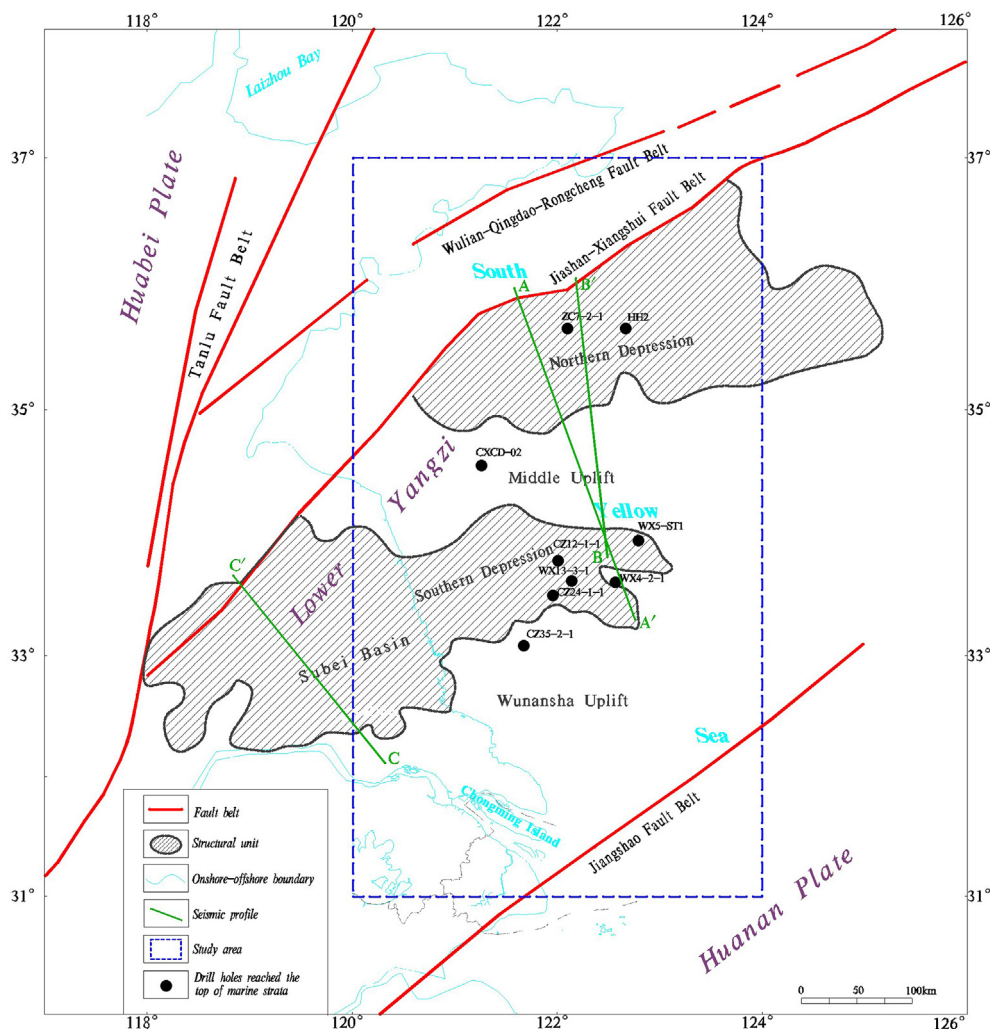 118° 120° 122° 124° 126°
Laizhou Bay
37° 37°
Huabei Plate
Wulian-Qingdao-Rongcheng Fault Belt
Jiashan-Xiangshui Fault Belt
Tanlu Fault Belt
South
A B'
ZC7-2-1 HH2
Northern Depression
35° 35°
Yangzi
CXCD-02
Middle Uplift
Yellow
WX5-ST1
CZ12-1-1
B
Southern Depression
WX13-3-1 WX4-2-1
CZ24-1-1
C'
Lower
A'
CZ35-2-1
33° 33°
Subei Basin
Wunansha Uplift
Sea
C
Chongming Island
Jiangshao Fault Belt
31° 31°
Huanan Plate
Fault belt
Structural unit
Onshore-offshore boundary
Seismic profile
Study area
Drill holes reached the
top of marine strata
0 50 100km
118° 120° 122° 124° 126°